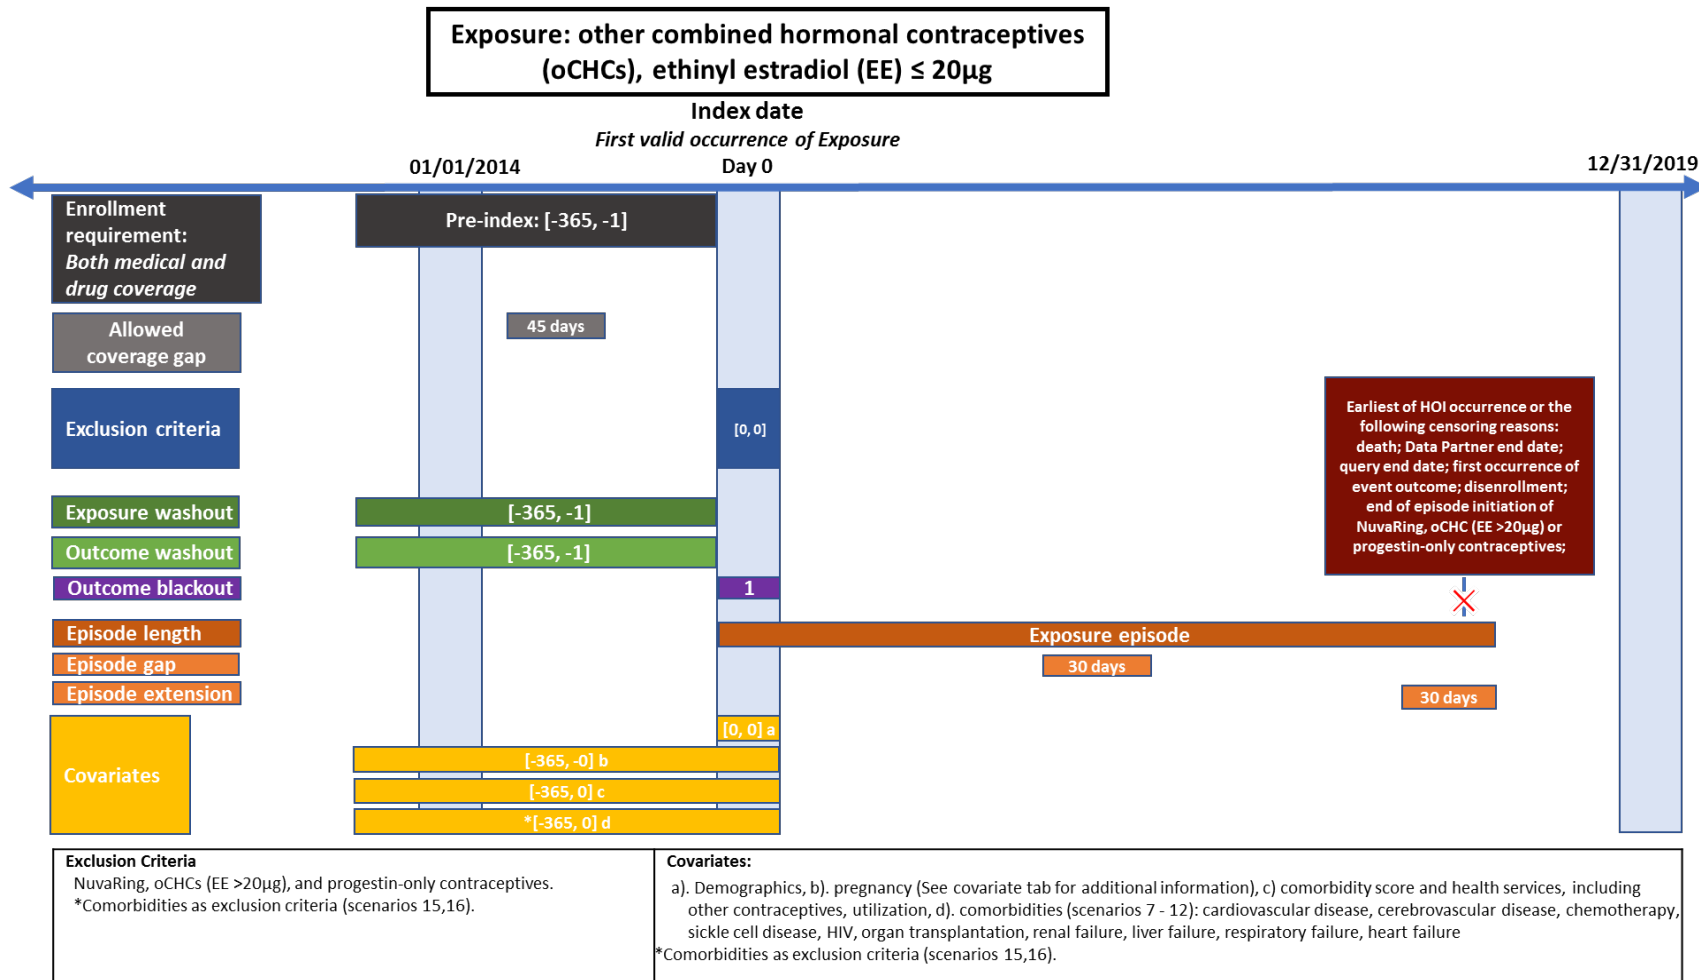 Exposure: other combined hormonal contraceptives
(oCHCs), ethinyl estradiol (EE) ≤ 20µg
Index date
First valid occurrence of Exposure
01/01/2014
Day 0
12/31/2019
Enrollment
requirement:
Both medical and
drug coverage
Pre-index: [-365, -1]
Allowed
coverage gap
45 days
Exclusion criteria
[0, 0]
Earliest of HOI occurrence or the
following censoring reasons:
death; Data Partner end date;
query end date; first occurrence of
event outcome; disenrollment;
end of episode initiation of
NuvaRing, oCHC (EE >20µg) or
progestin-only contraceptives;
Exposure washout
[-365, -1]
Outcome washout
[-365, -1]
Outcome blackout
1
Episode length
Exposure episode
Episode gap
30 days
Episode extension
30 days
Covariates
[0, 0] a
[-365, -0] b
[-365, 0] c
*[-365, 0] d
Exclusion Criteria
NuvaRing, oCHCs (EE >20µg), and progestin-only contraceptives.
*Comorbidities as exclusion criteria (scenarios 15,16).
Covariates:
a). Demographics, b). pregnancy (See covariate tab for additional information), c) comorbidity score and health services, including
other contraceptives, utilization, d). comorbidities (scenarios 7 - 12): cardiovascular disease, cerebrovascular disease, chemotherapy,
sickle cell disease, HIV, organ transplantation, renal failure, liver failure, respiratory failure, heart failure
*Comorbidities as exclusion criteria (scenarios 15,16).